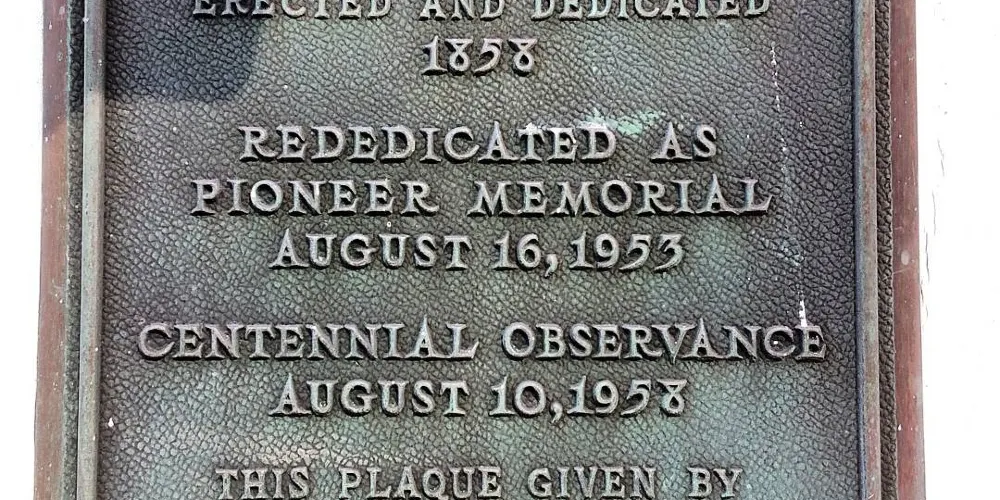 ERECTED AND DEDICATED
1858
REDEDICATED AS
PIONEER MEMORIAL
AUGUST 16, 1953
CENTENNIAL OBSERVANCE
AUGUST 10, 1958
THIS PLAQUE GIVEN BY